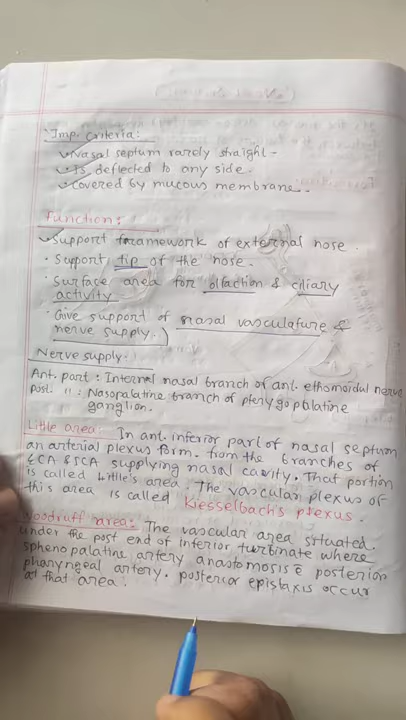 Imp. criteria:
Nasal septum rarely straight -
Is deflected to any side.
Covered by mucous membrane.
Function:
Support framework of external nose.
Support tip of the nose.
Surface area for olfaction & ciliary
activity
Give support of nasal vasculature &
nerve supply.
Nerve supply:
Ant. part : Internal nasal branch of ant. ethomoidal nerve
post. " : Nasopalatine branch of pterygopalatine
ganglion.
Little area: In ant. inferior part of nasal septum
an arterial plexus form. from the branches of
ECA & ICA supplying nasal cavity. That portion
is called little's area. The vascular plexus of
this area is called Kiesselbach's plexus.
Woodruff area: The vascular area situated
under the post end of inferior turbinate where
sphenopalatine artery anastomosis c̄ posterior
pharyngeal artery. posterior epistaxis occur
at that area.